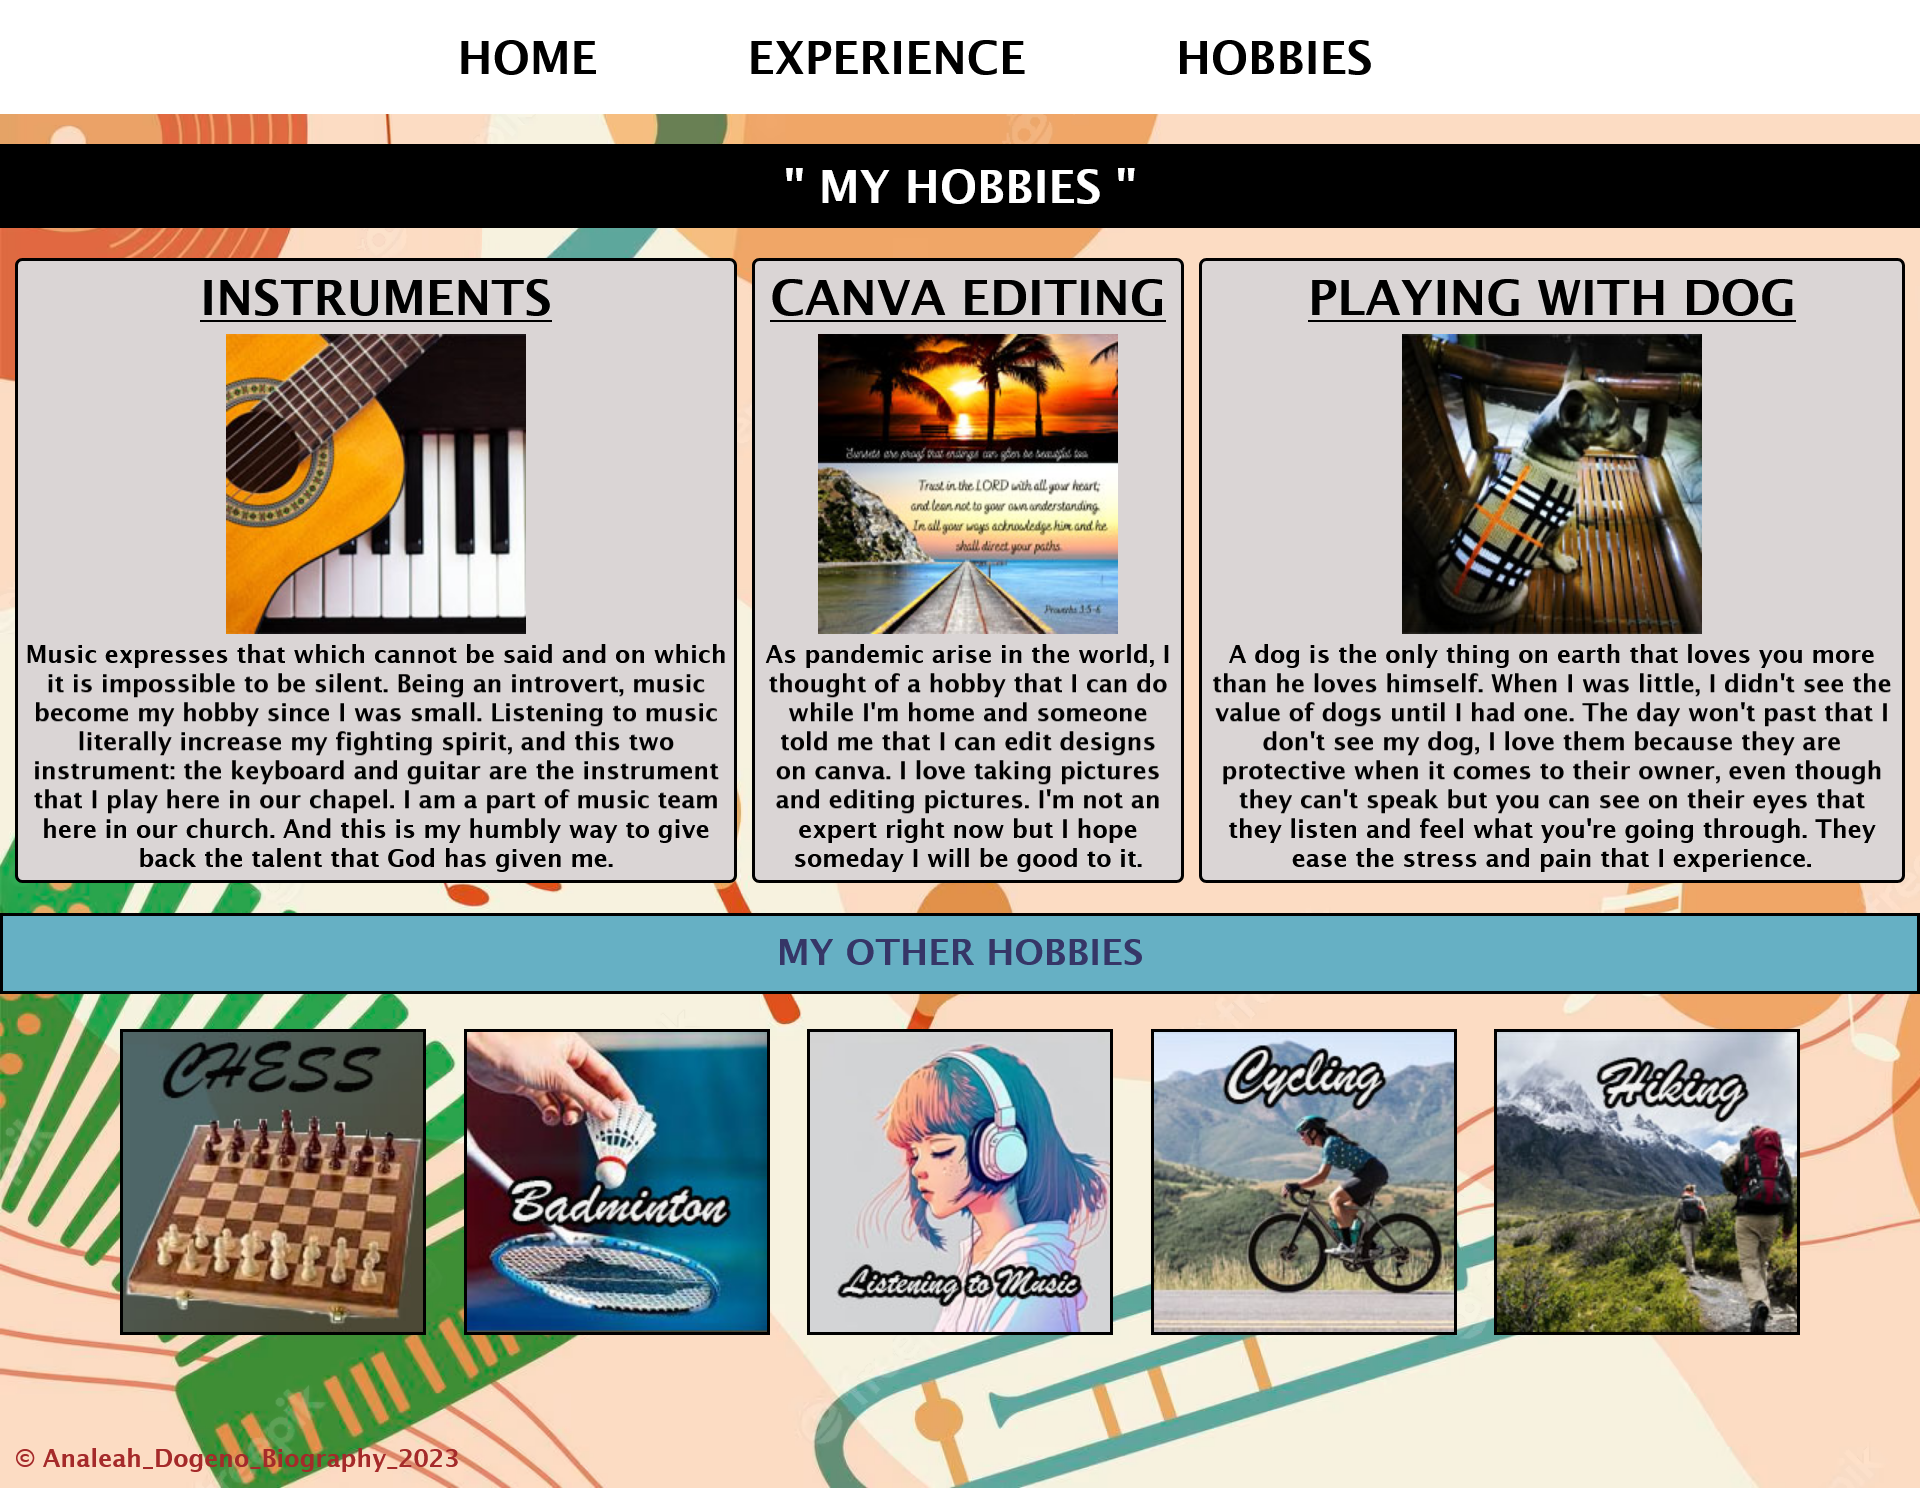 HOME EXPERIENCE HOBBIES
" MY HOBBIES "
INSTRUMENTS
Music expresses that which cannot be said and on which
it is impossible to be silent. Being an introvert, music
become my hobby since I was small. Listening to music
literally increase my fighting spirit, and this two
instrument: the keyboard and guitar are the instrument
that I play here in our chapel. I am a part of music team
here in our church. And this is my humbly way to give
back the talent that God has given me.
CANVA EDITING
Sunsets are proof that endings can often be beautiful too.
Trust in the LORD with all your heart;
and lean not to your own understanding.
In all your ways acknowledge him and he
shall direct your paths.
Proverbs 3:5-6
As pandemic arise in the world, I
thought of a hobby that I can do
while I'm home and someone
told me that I can edit designs
on canva. I love taking pictures
and editing pictures. I'm not an
expert right now but I hope
someday I will be good to it.
PLAYING WITH DOG
A dog is the only thing on earth that loves you more
than he loves himself. When I was little, I didn't see the
value of dogs until I had one. The day won't past that I
don't see my dog, I love them because they are
protective when it comes to their owner, even though
they can't speak but you can see on their eyes that
they listen and feel what you're going through. They
ease the stress and pain that I experience.
MY OTHER HOBBIES
CHESS
Badminton
Listening to Music
Cycling
Hiking
© Analeah_Dogeno_Biography_2023